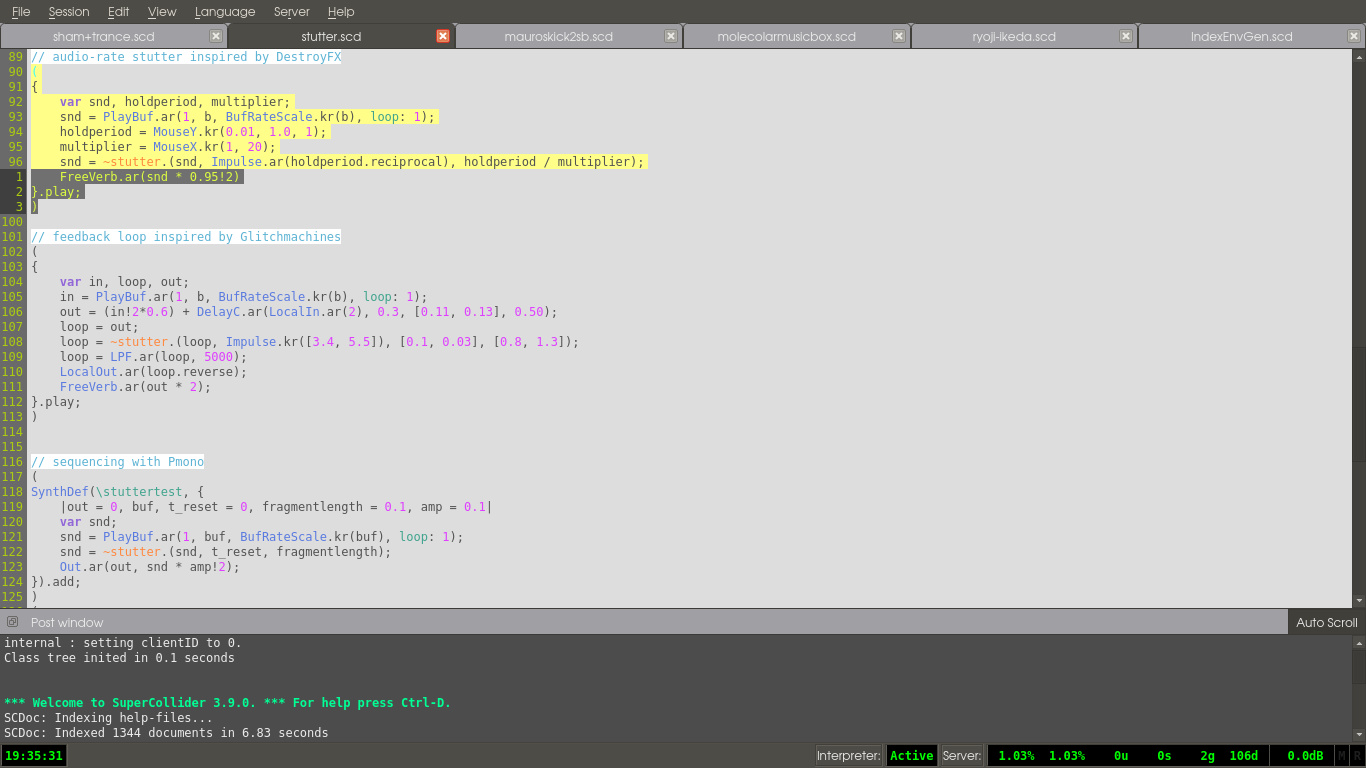 File Session Edit View Language Server Help
sham+trance.scd stutter.scd mauroskick2sb.scd molecolarmusicbox.scd ryoji-ikeda.scd IndexEnvGen.scd
89 // audio-rate stutter inspired by DestroyFX
90 (
91 {
92 var snd, holdperiod, multiplier;
93 snd = PlayBuf.ar(1, b, BufRateScale.kr(b), loop: 1);
94 holdperiod = MouseY.kr(0.01, 1.0, 1);
95 multiplier = MouseX.kr(1, 20);
96 snd = ~stutter.(snd, Impulse.ar(holdperiod.reciprocal), holdperiod / multiplier);
1 FreeVerb.ar(snd * 0.95!2)
2 }.play;
3 )
100
101 // feedback loop inspired by Glitchmachines
102 (
103 {
104 var in, loop, out;
105 in = PlayBuf.ar(1, b, BufRateScale.kr(b), loop: 1);
106 out = (in!2*0.6) + DelayC.ar(LocalIn.ar(2), 0.3, [0.11, 0.13], 0.50);
107 loop = out;
108 loop = ~stutter.(loop, Impulse.kr([3.4, 5.5]), [0.1, 0.03], [0.8, 1.3]);
109 loop = LPF.ar(loop, 5000);
110 LocalOut.ar(loop.reverse);
111 FreeVerb.ar(out * 2);
112 }.play;
113 )
114
115
116 // sequencing with Pmono
117 (
118 SynthDef(\stuttertest, {
119 |out = 0, buf, t_reset = 0, fragmentlength = 0.1, amp = 0.1|
120 var snd;
121 snd = PlayBuf.ar(1, buf, BufRateScale.kr(buf), loop: 1);
122 snd = ~stutter.(snd, t_reset, fragmentlength);
123 Out.ar(out, snd * amp!2);
124 }).add;
125 )
Post window Auto Scroll
internal : setting clientID to 0.
Class tree inited in 0.1 seconds
*** Welcome to SuperCollider 3.9.0. *** For help press Ctrl-D.
SCDoc: Indexing help-files...
SCDoc: Indexed 1344 documents in 6.83 seconds
19:35:31 Interpreter: Active Server: 1.03% 1.03% 0u 0s 2g 106d 0.0dB M R